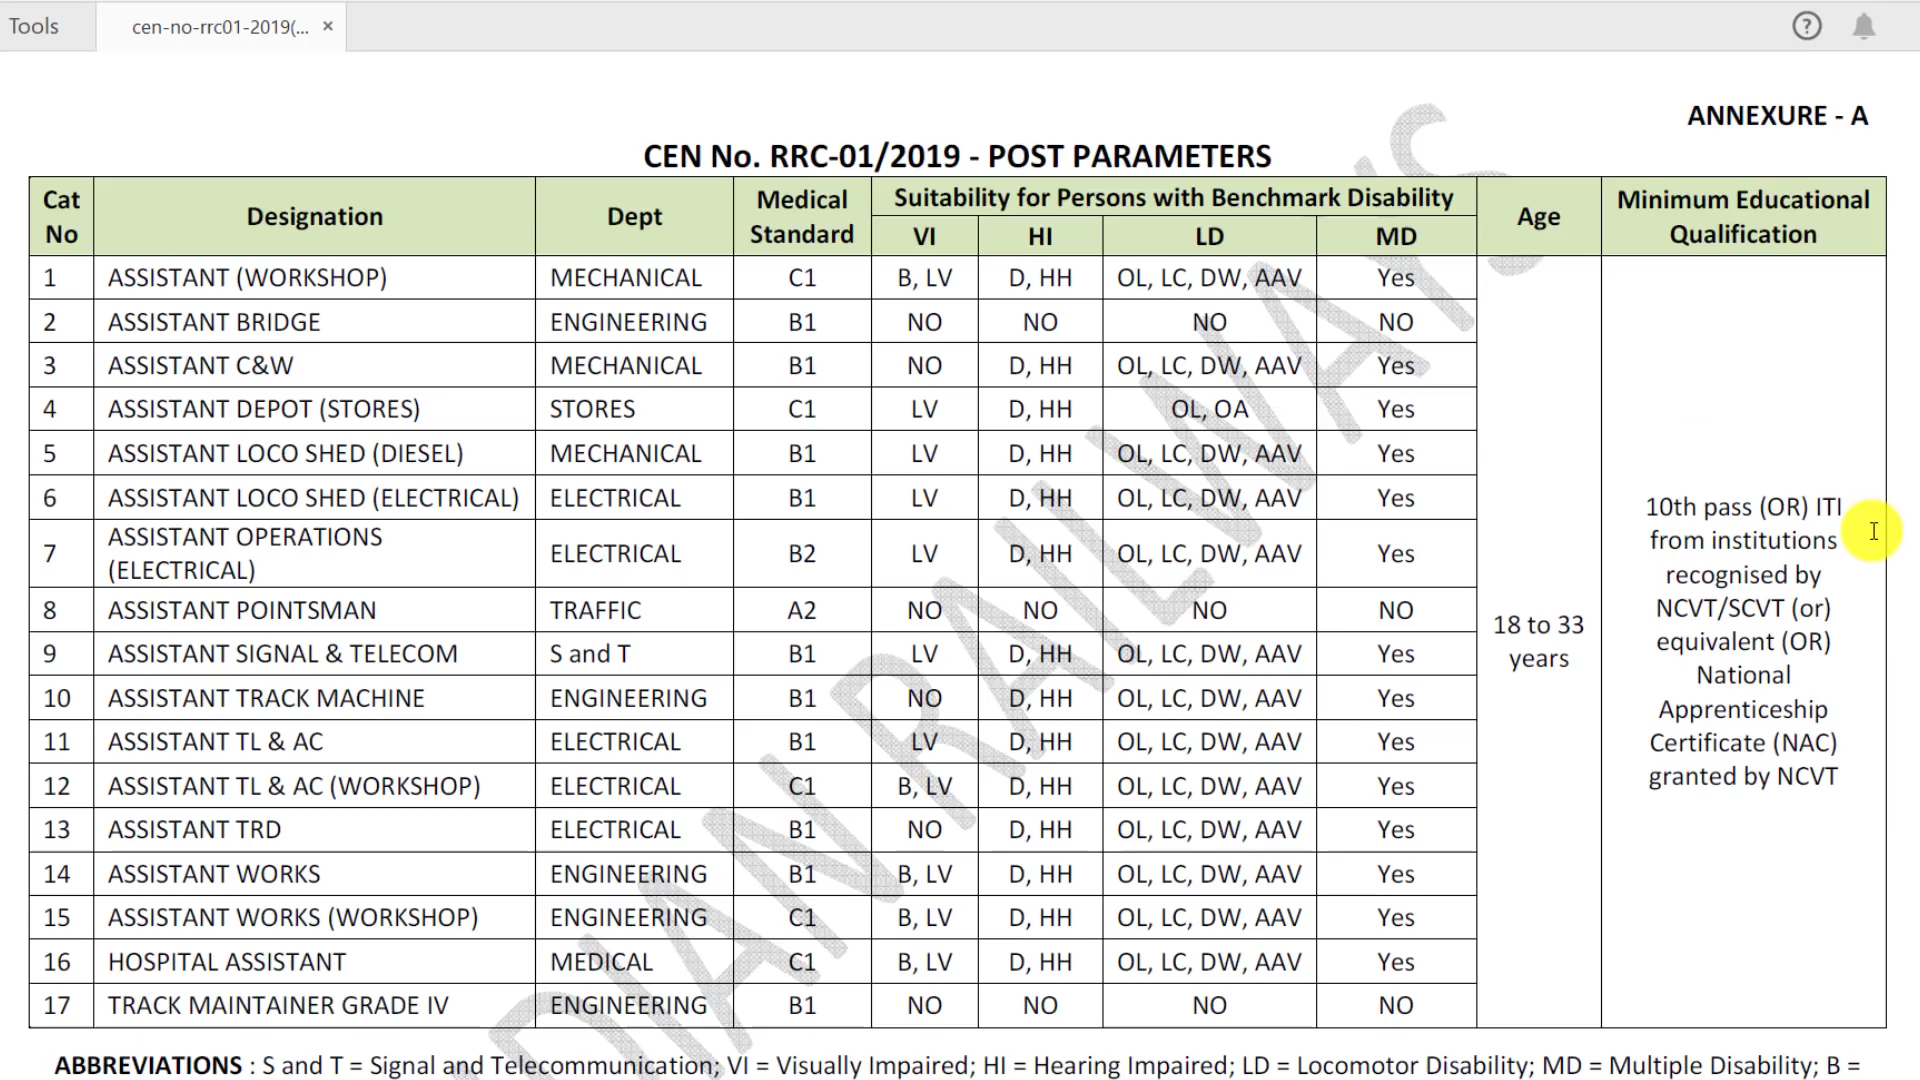 Tools
cen-no-rrc01-2019(... ×
?
ANNEXURE - A
CEN No. RRC-01/2019 - POST PARAMETERS
Cat No Designation Dept Medical Standard Suitability for Persons with Benchmark Disability Age Minimum Educational Qualification
VI HI LD MD
1 ASSISTANT (WORKSHOP) MECHANICAL C1 B, LV D, HH OL, LC, DW, AAV Yes
2 ASSISTANT BRIDGE ENGINEERING B1 NO NO NO NO
3 ASSISTANT C&W MECHANICAL B1 NO D, HH OL, LC, DW, AAV Yes
4 ASSISTANT DEPOT (STORES) STORES C1 LV D, HH OL, OA Yes
5 ASSISTANT LOCO SHED (DIESEL) MECHANICAL B1 LV D, HH OL, LC, DW, AAV Yes
6 ASSISTANT LOCO SHED (ELECTRICAL) ELECTRICAL B1 LV D, HH OL, LC, DW, AAV Yes
7 ASSISTANT OPERATIONS (ELECTRICAL) ELECTRICAL B2 LV D, HH OL, LC, DW, AAV Yes
8 ASSISTANT POINTSMAN TRAFFIC A2 NO NO NO NO
9 ASSISTANT SIGNAL & TELECOM S and T B1 LV D, HH OL, LC, DW, AAV Yes
10 ASSISTANT TRACK MACHINE ENGINEERING B1 NO D, HH OL, LC, DW, AAV Yes
11 ASSISTANT TL & AC ELECTRICAL B1 LV D, HH OL, LC, DW, AAV Yes
12 ASSISTANT TL & AC (WORKSHOP) ELECTRICAL C1 B, LV D, HH OL, LC, DW, AAV Yes
13 ASSISTANT TRD ELECTRICAL B1 NO D, HH OL, LC, DW, AAV Yes
14 ASSISTANT WORKS ENGINEERING B1 B, LV D, HH OL, LC, DW, AAV Yes
15 ASSISTANT WORKS (WORKSHOP) ENGINEERING C1 B, LV D, HH OL, LC, DW, AAV Yes
16 HOSPITAL ASSISTANT MEDICAL C1 B, LV D, HH OL, LC, DW, AAV Yes
17 TRACK MAINTAINER GRADE IV ENGINEERING B1 NO NO NO NO
18 to 33
years
10th pass (OR) ITI
from institutions
recognised by
NCVT/SCVT (or)
equivalent (OR)
National
Apprenticeship
Certificate (NAC)
granted by NCVT
DIAN RAILWAYS
ABBREVIATIONS : S and T = Signal and Telecommunication; VI = Visually Impaired; HI = Hearing Impaired; LD = Locomotor Disability; MD = Multiple Disability; B =